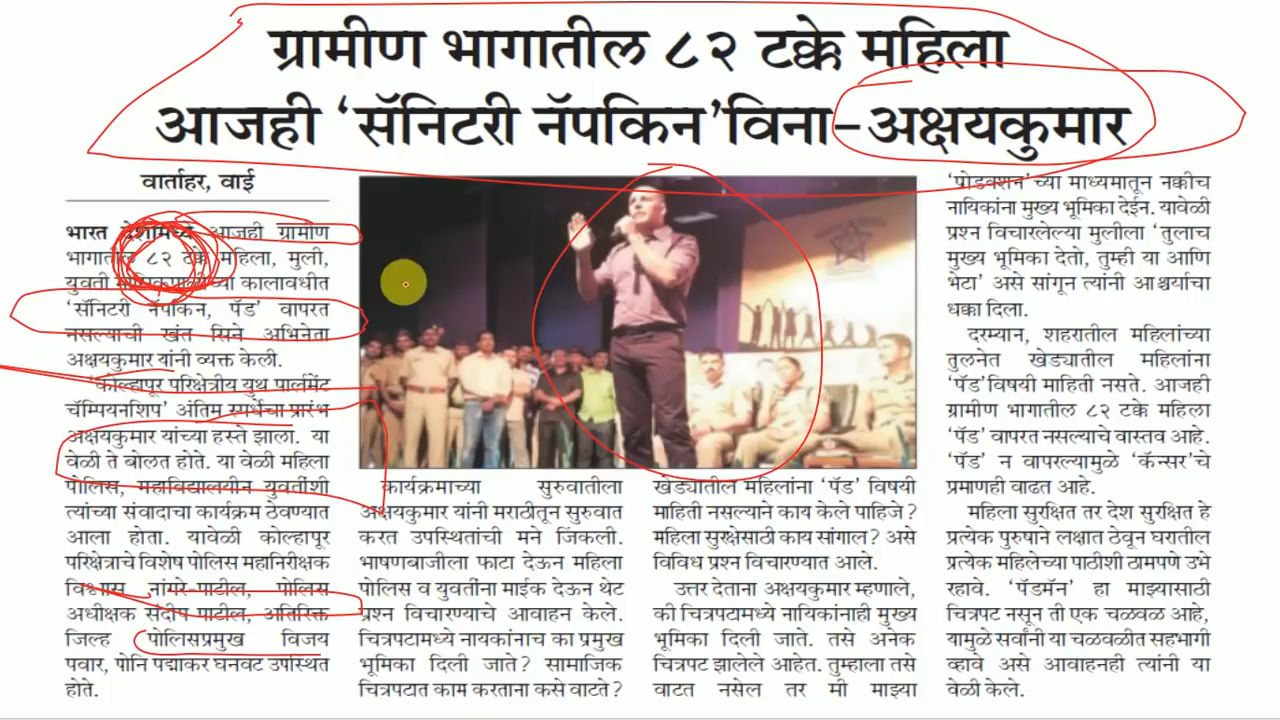 ग्रामीण भागातील ८२ टक्के महिला
आजही ‘सॅनिटरी नॅपकिन’विना–अक्षयकुमार
वार्ताहर, वाई
भारत देशामध्ये आजही ग्रामीण
भागातील ८२ टक्के महिला, मुली,
युवती मासिकपाळीच्या कालावधीत
‘सॅनिटरी नॅपकिन, पॅड’ वापरत
नसल्याची खंत सिने अभिनेता
अक्षयकुमार यांनी व्यक्त केली.
‘कोल्हापूर परिक्षेत्रीय युथ पार्लमेंट
चॅम्पियनशिप’ अंतिम स्पर्धेचा प्रारंभ
अक्षयकुमार यांच्या हस्ते झाला. या
वेळी ते बोलत होते. या वेळी महिला
पोलिस, महाविद्यालयीन युवतींशी
त्यांच्या संवादाचा कार्यक्रम ठेवण्यात
आला होता. यावेळी कोल्हापूर
परिक्षेत्राचे विशेष पोलिस महानिरीक्षक
विश्वास नांगरे-पाटील, पोलिस
अधीक्षक संदीप पाटील, अतिरिक्त
जिल्ह पोलिसप्रमुख विजय
पवार, पोनि पद्माकर घनवट उपस्थित
होते.
कार्यक्रमाच्या सुरुवातीला
अक्षयकुमार यांनी मराठीतून सुरुवात
करत उपस्थितांची मने जिंकली.
भाषणबाजीला फाटा देऊन महिला
पोलिस व युवतींना माईक देऊन थेट
प्रश्न विचारण्याचे आवाहन केले.
चित्रपटामध्ये नायकांनाच का प्रमुख
भूमिका दिली जाते? सामाजिक
चित्रपटात काम करताना कसे वाटते?
खेड्यातील महिलांना ‘पॅड’ विषयी
माहिती नसल्याने काय केले पाहिजे?
महिला सुरक्षेसाठी काय सांगाल? असे
विविध प्रश्न विचारण्यात आले.
उत्तर देताना अक्षयकुमार म्हणाले,
की चित्रपटामध्ये नायिकांनाही मुख्य
भूमिका दिली जाते. तसे अनेक
चित्रपट झालेले आहेत. तुम्हाला तसे
वाटत नसेल तर मी माझ्या
‘प्रोडक्शन’च्या माध्यमातून नक्कीच
नायिकांना मुख्य भूमिका देईन. यावेळी
प्रश्न विचारलेल्या मुलीला ‘तुलाच
मुख्य भूमिका देतो, तुम्ही या आणि
भेटा’ असे सांगून त्यांनी आश्चर्याचा
धक्का दिला.
दरम्यान, शहरातील महिलांच्या
तुलनेत खेड्यातील महिलांना
‘पॅड’विषयी माहिती नसते. आजही
ग्रामीण भागातील ८२ टक्के महिला
‘पॅड’ वापरत नसल्याचे वास्तव आहे.
‘पॅड’ न वापरल्यामुळे ‘कॅन्सर’चे
प्रमाणही वाढत आहे.
महिला सुरक्षित तर देश सुरक्षित हे
प्रत्येक पुरुषाने लक्षात ठेवून घरातील
प्रत्येक महिलेच्या पाठीशी ठामपणे उभे
रहावे. ‘पॅडमॅन’ हा माझ्यासाठी
चित्रपट नसून ती एक चळवळ आहे,
यामुळे सर्वांनी या चळवळीत सहभागी
व्हावे असे आवाहनही त्यांनी या
वेळी केले.